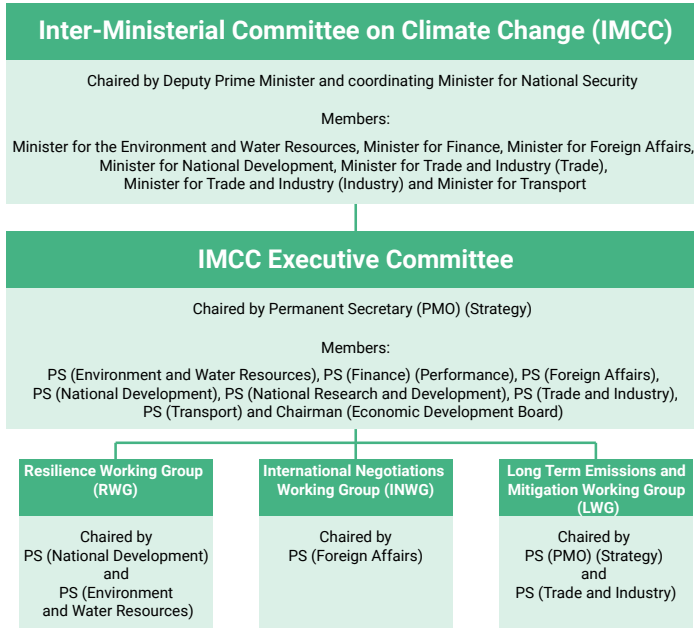 Inter-Ministerial Committee on Climate Change (IMCC)
Chaired by Deputy Prime Minister and coordinating Minister for National Security
Members:
Minister for the Environment and Water Resources, Minister for Finance, Minister for Foreign Affairs,
Minister for National Development, Minister for Trade and Industry (Trade),
Minister for Trade and Industry (Industry) and Minister for Transport
IMCC Executive Committee
Chaired by Permanent Secretary (PMO) (Strategy)
Members:
PS (Environment and Water Resources), PS (Finance) (Performance), PS (Foreign Affairs),
PS (National Development), PS (National Research and Development), PS (Trade and Industry),
PS (Transport) and Chairman (Economic Development Board)
Resilience Working Group
(RWG)
Chaired by
PS (National Development)
and
PS (Environment
and Water Resources)
International Negotiations
Working Group (INWG)
Chaired by
PS (Foreign Affairs)
Long Term Emissions and
Mitigation Working Group
(LWG)
Chaired by
PS (PMO) (Strategy)
and
PS (Trade and Industry)